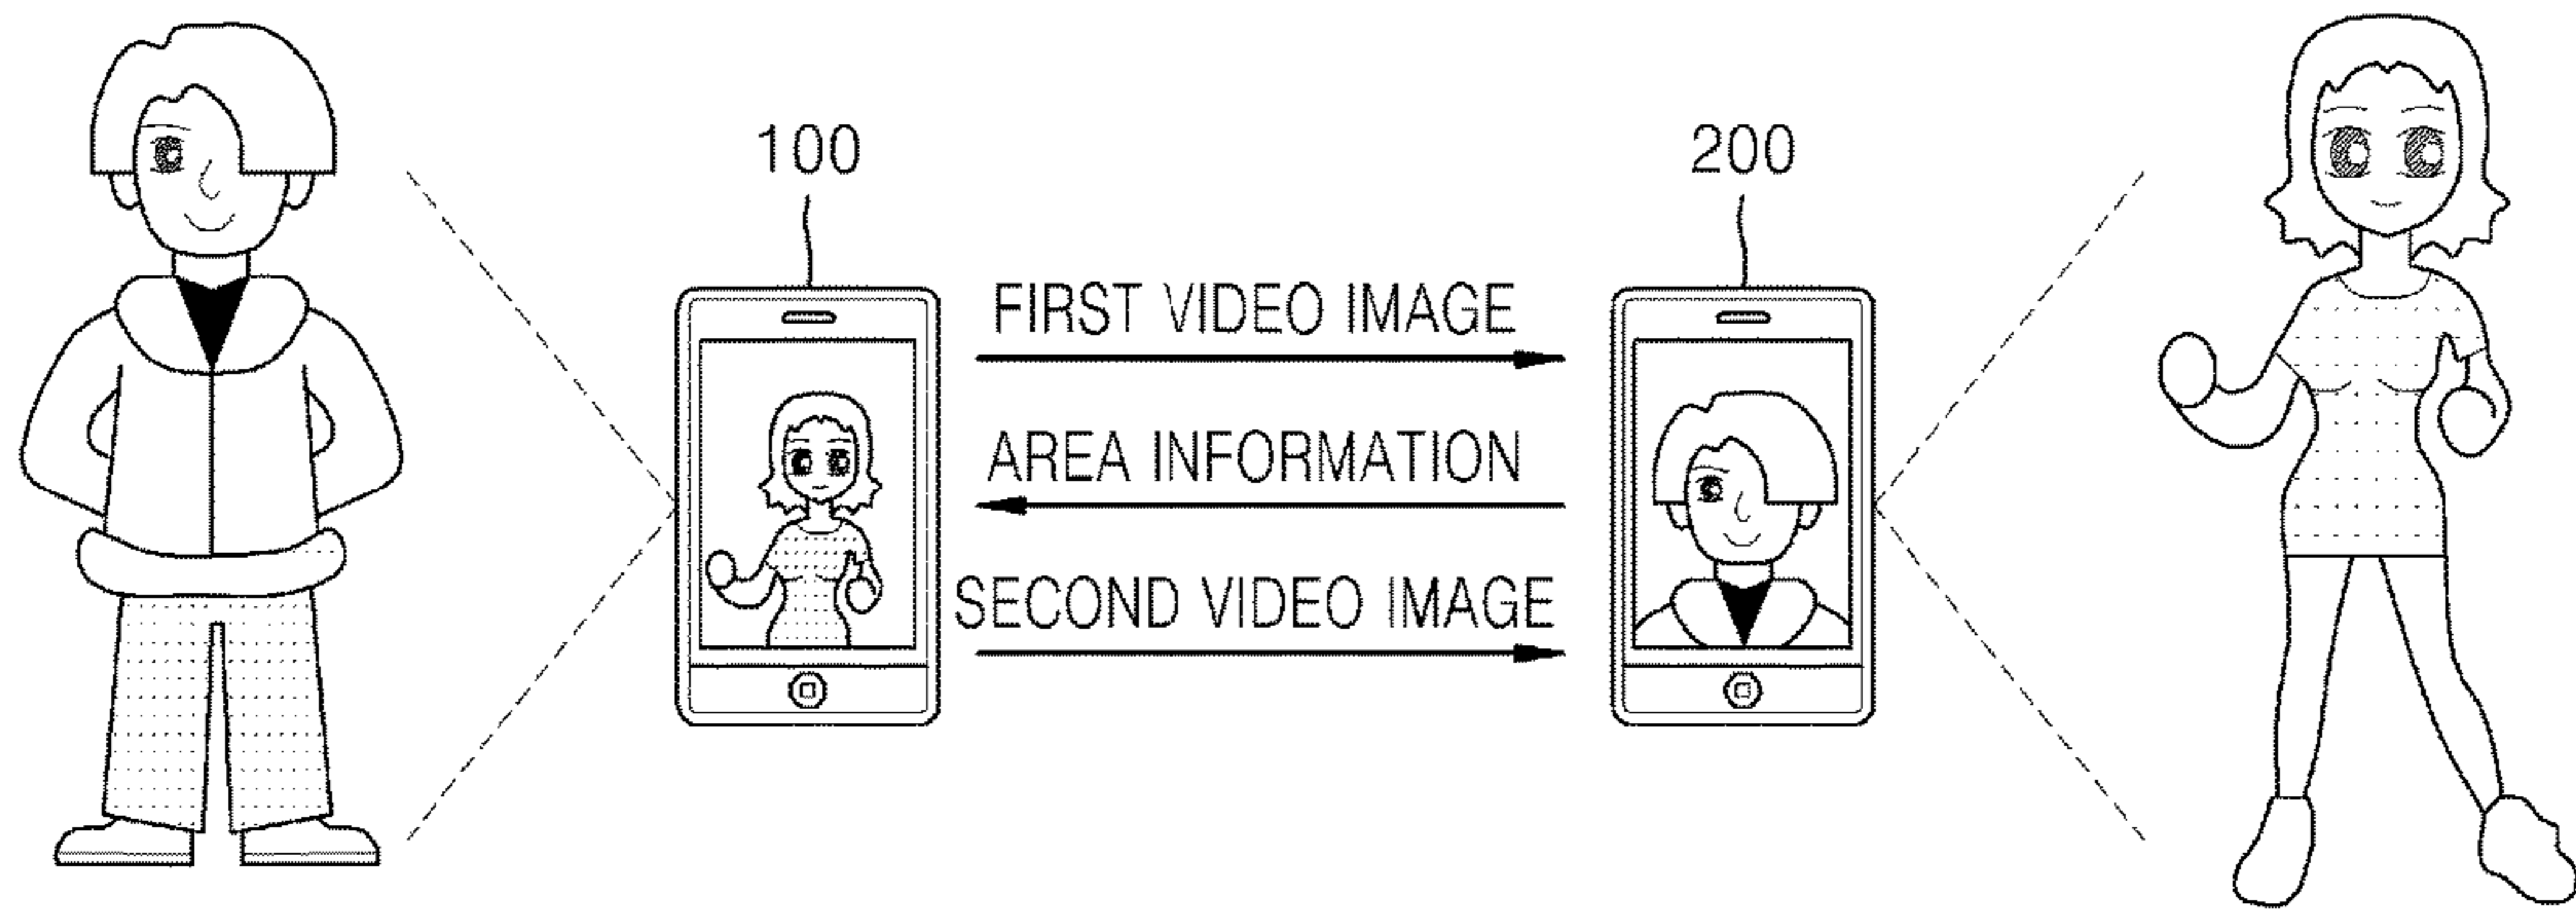 100
200
FIRST VIDEO IMAGE
AREA INFORMATION
SECOND VIDEO IMAGE